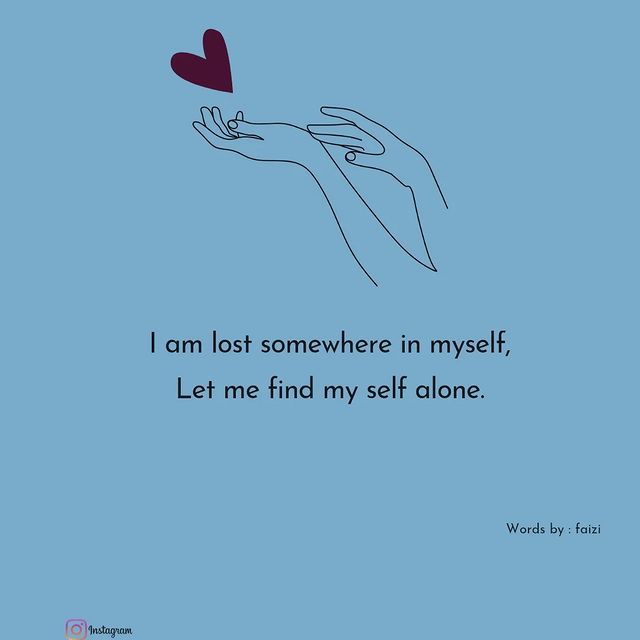 I am lost somewhere in myself,
Let me find my self alone.
Words by : faizi
Instagram